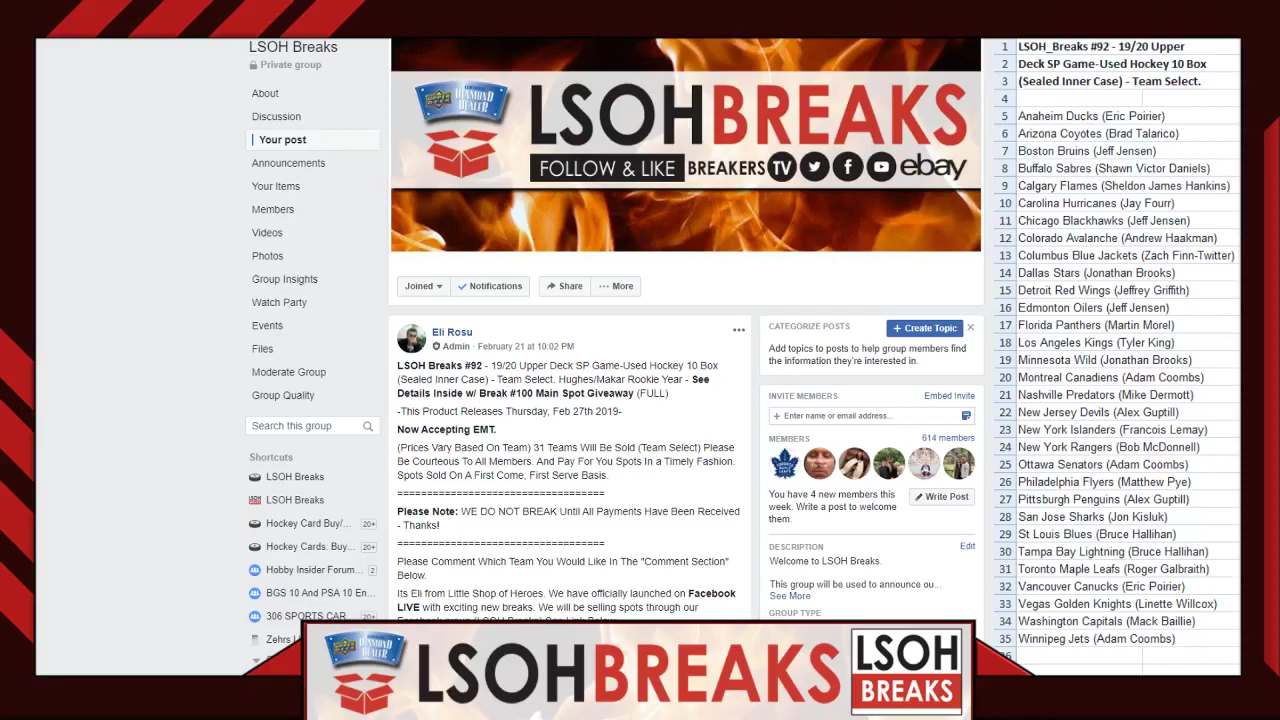 LSOH Breaks
Private group
About
Discussion
Your post
Announcements
Your Items
Members
Videos
Photos
Group Insights
Watch Party
Events
Files
Moderate Group
Group Quality
Search this group
Shortcuts
LSOH Breaks
LSOH Breaks
Hockey Card Buy/... 20+
Hockey Cards: Buy... 20+
Hobby Insider Forum... 2
BGS 10 And PSA 10 En...
306 SPORTS CAR... 20+
DIAMOND
DEALER
LSOHBREAKS
FOLLOW & LIKE BREAKERS TV ebay
Joined Notifications Share More
Eli Rosu
Admin · February 21 at 10:02 PM
LSOH Breaks #92 - 19/20 Upper Deck SP Game-Used Hockey 10 Box
(Sealed Inner Case) - Team Select. Hughes/Makar Rookie Year - See
Details Inside w/ Break #100 Main Spot Giveaway (FULL)
-This Product Releases Thursday, Feb 27th 2019-
Now Accepting EMT.
(Prices Vary Based On Team) 31 Teams Will Be Sold (Team Select) Please
Be Courteous To All Members. And Pay For You Spots In a Timely Fashion.
Spots Sold On A First Come, First Serve Basis.
===================================
Please Note: WE DO NOT BREAK Until All Payments Have Been Received
- Thanks!
===================================
Please Comment Which Team You Would Like In The "Comment Section"
Below.
Its Eli from Little Shop of Heroes. We have officially launched on Facebook
LIVE with exciting new breaks. We will be selling spots through our
CATEGORIZE POSTS
+ Create Topic
Add topics to posts to help group members find
the information they're interested in.
INVITE MEMBERS Embed Invite
+ Enter name or email address...
MEMBERS 614 members
You have 4 new members this
week. Write a post to welcome
them.
Write Post
DESCRIPTION Edit
Welcome to LSOH Breaks.
This group will be used to announce ou...
See More
GROUP TYPE
1 LSOH_Breaks #92 - 19/20 Upper
2 Deck SP Game-Used Hockey 10 Box
3 (Sealed Inner Case) - Team Select.
4
5 Anaheim Ducks (Eric Poirier)
6 Arizona Coyotes (Brad Talarico)
7 Boston Bruins (Jeff Jensen)
8 Buffalo Sabres (Shawn Victor Daniels)
9 Calgary Flames (Sheldon James Hankins)
10 Carolina Hurricanes (Jay Fourr)
11 Chicago Blackhawks (Jeff Jensen)
12 Colorado Avalanche (Andrew Haakman)
13 Columbus Blue Jackets (Zach Finn-Twitter)
14 Dallas Stars (Jonathan Brooks)
15 Detroit Red Wings (Jeffrey Griffith)
16 Edmonton Oilers (Jeff Jensen)
17 Florida Panthers (Martin Morel)
18 Los Angeles Kings (Tyler King)
19 Minnesota Wild (Jonathan Brooks)
20 Montreal Canadiens (Adam Coombs)
21 Nashville Predators (Mike Dermott)
22 New Jersey Devils (Alex Guptill)
23 New York Islanders (Francois Lemay)
24 New York Rangers (Bob McDonnell)
25 Ottawa Senators (Adam Coombs)
26 Philadelphia Flyers (Matthew Pye)
27 Pittsburgh Penguins (Alex Guptill)
28 San Jose Sharks (Jon Kisluk)
29 St Louis Blues (Bruce Hallihan)
30 Tampa Bay Lightning (Bruce Hallihan)
31 Toronto Maple Leafs (Roger Galbraith)
32 Vancouver Canucks (Eric Poirier)
33 Vegas Golden Knights (Linette Willcox)
34 Washington Capitals (Mack Baillie)
35 Winnipeg Jets (Adam Coombs)
DIAMOND
DEALER
LSOHBREAKS
LSOH
BREAKS